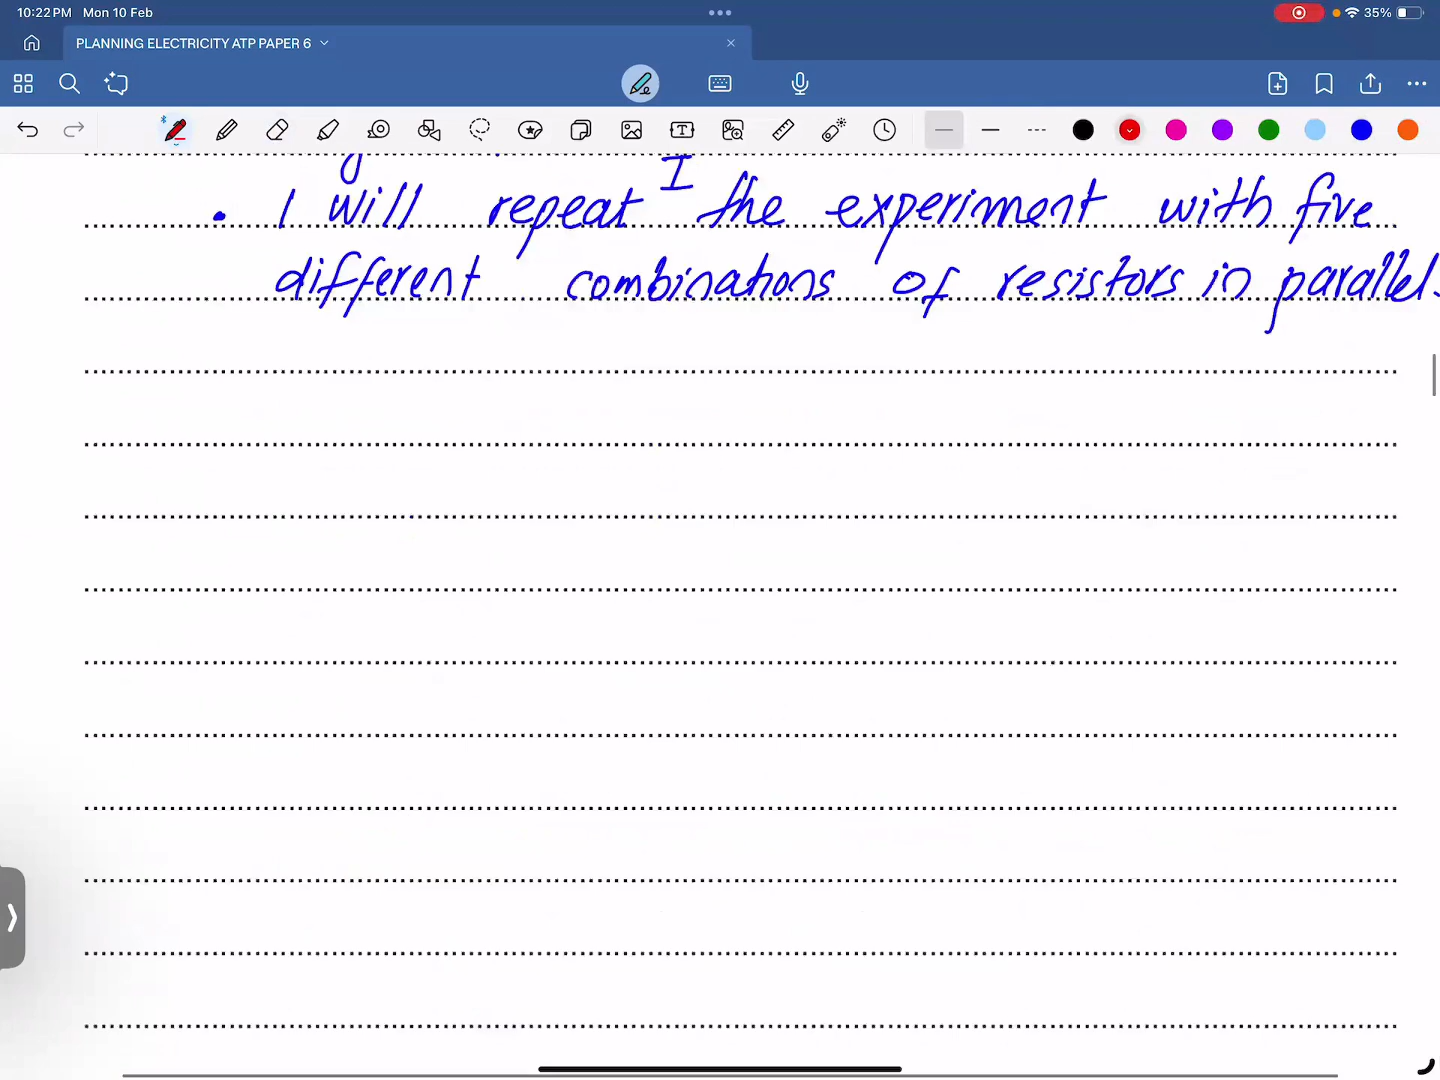 10:22 PM Mon 10 Feb
35%
PLANNING ELECTRICITY ATP PAPER 6
I
• I will repeat the experiment with five
different combinations of resistors in parallel.